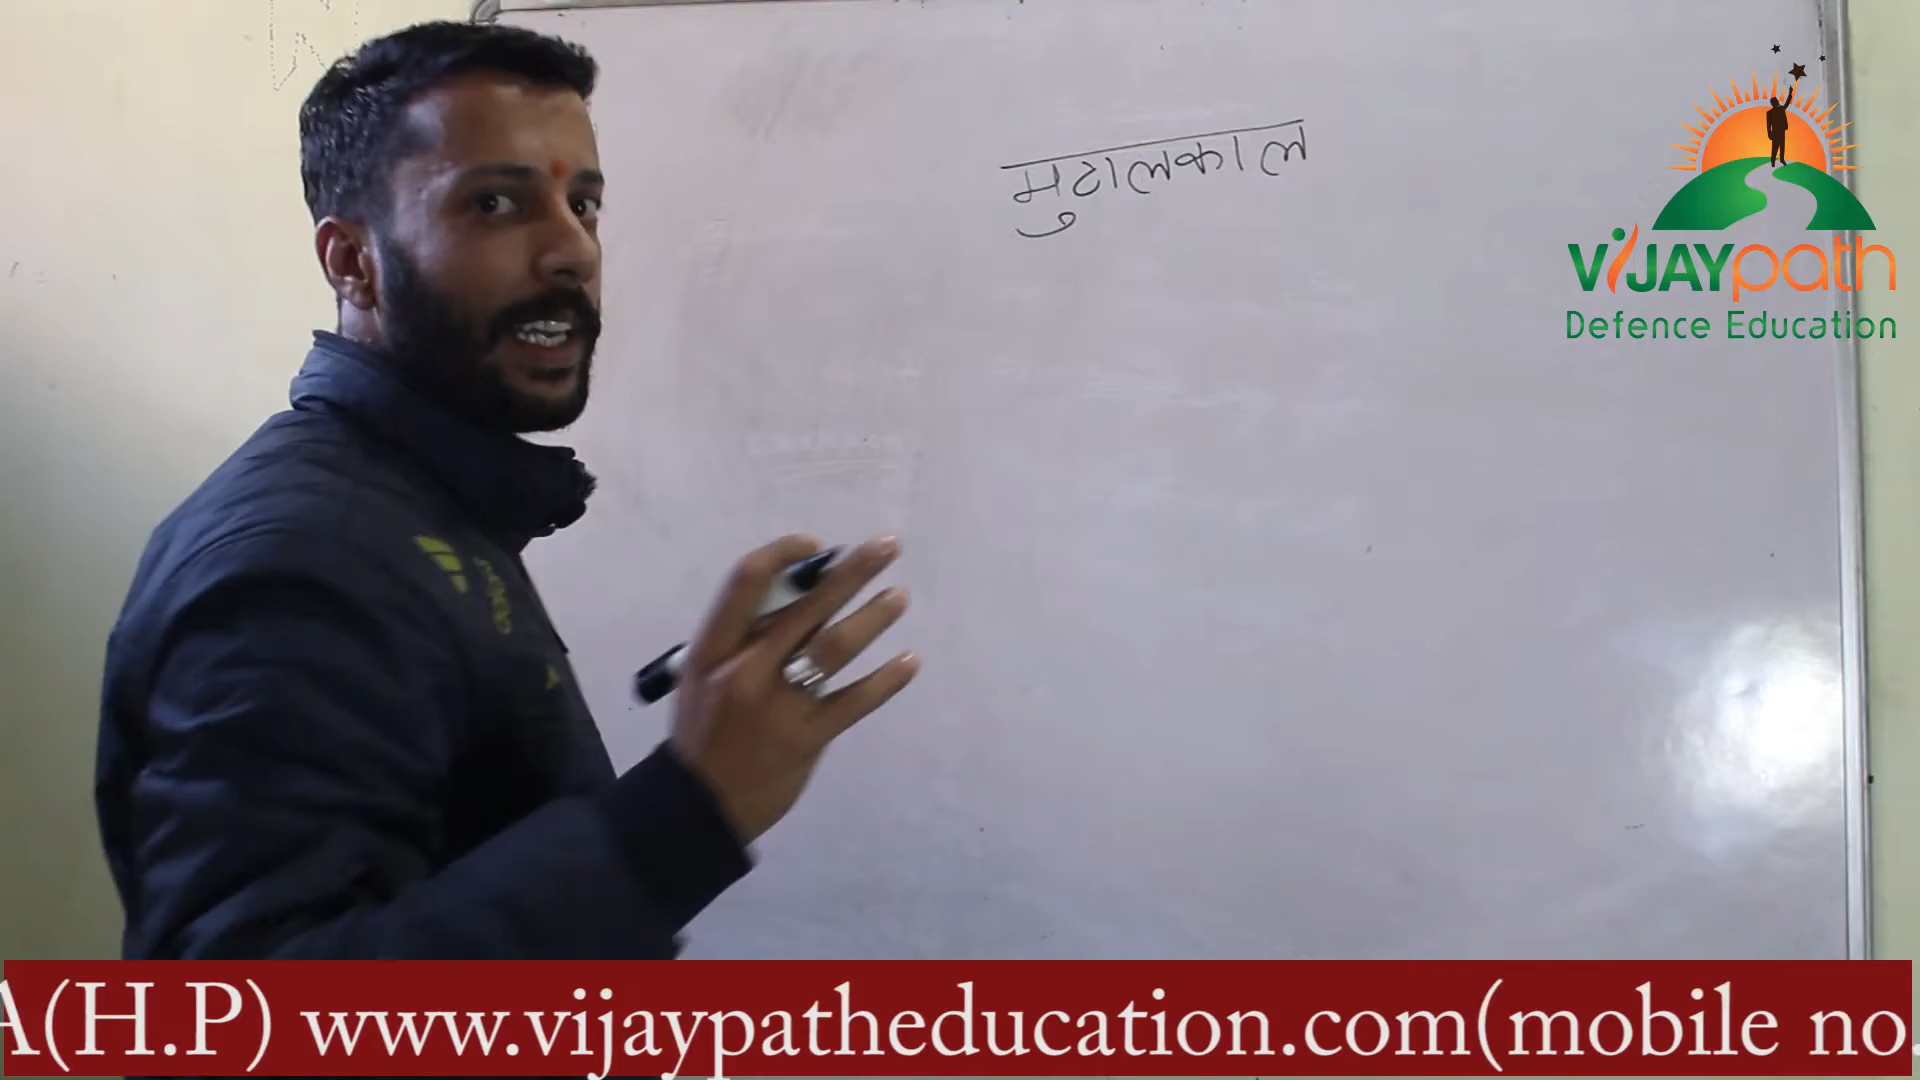 मुगलकाल
VIJAYpath
Defence Education
A(H.P) www.vijaypatheducation.com(mobile no.